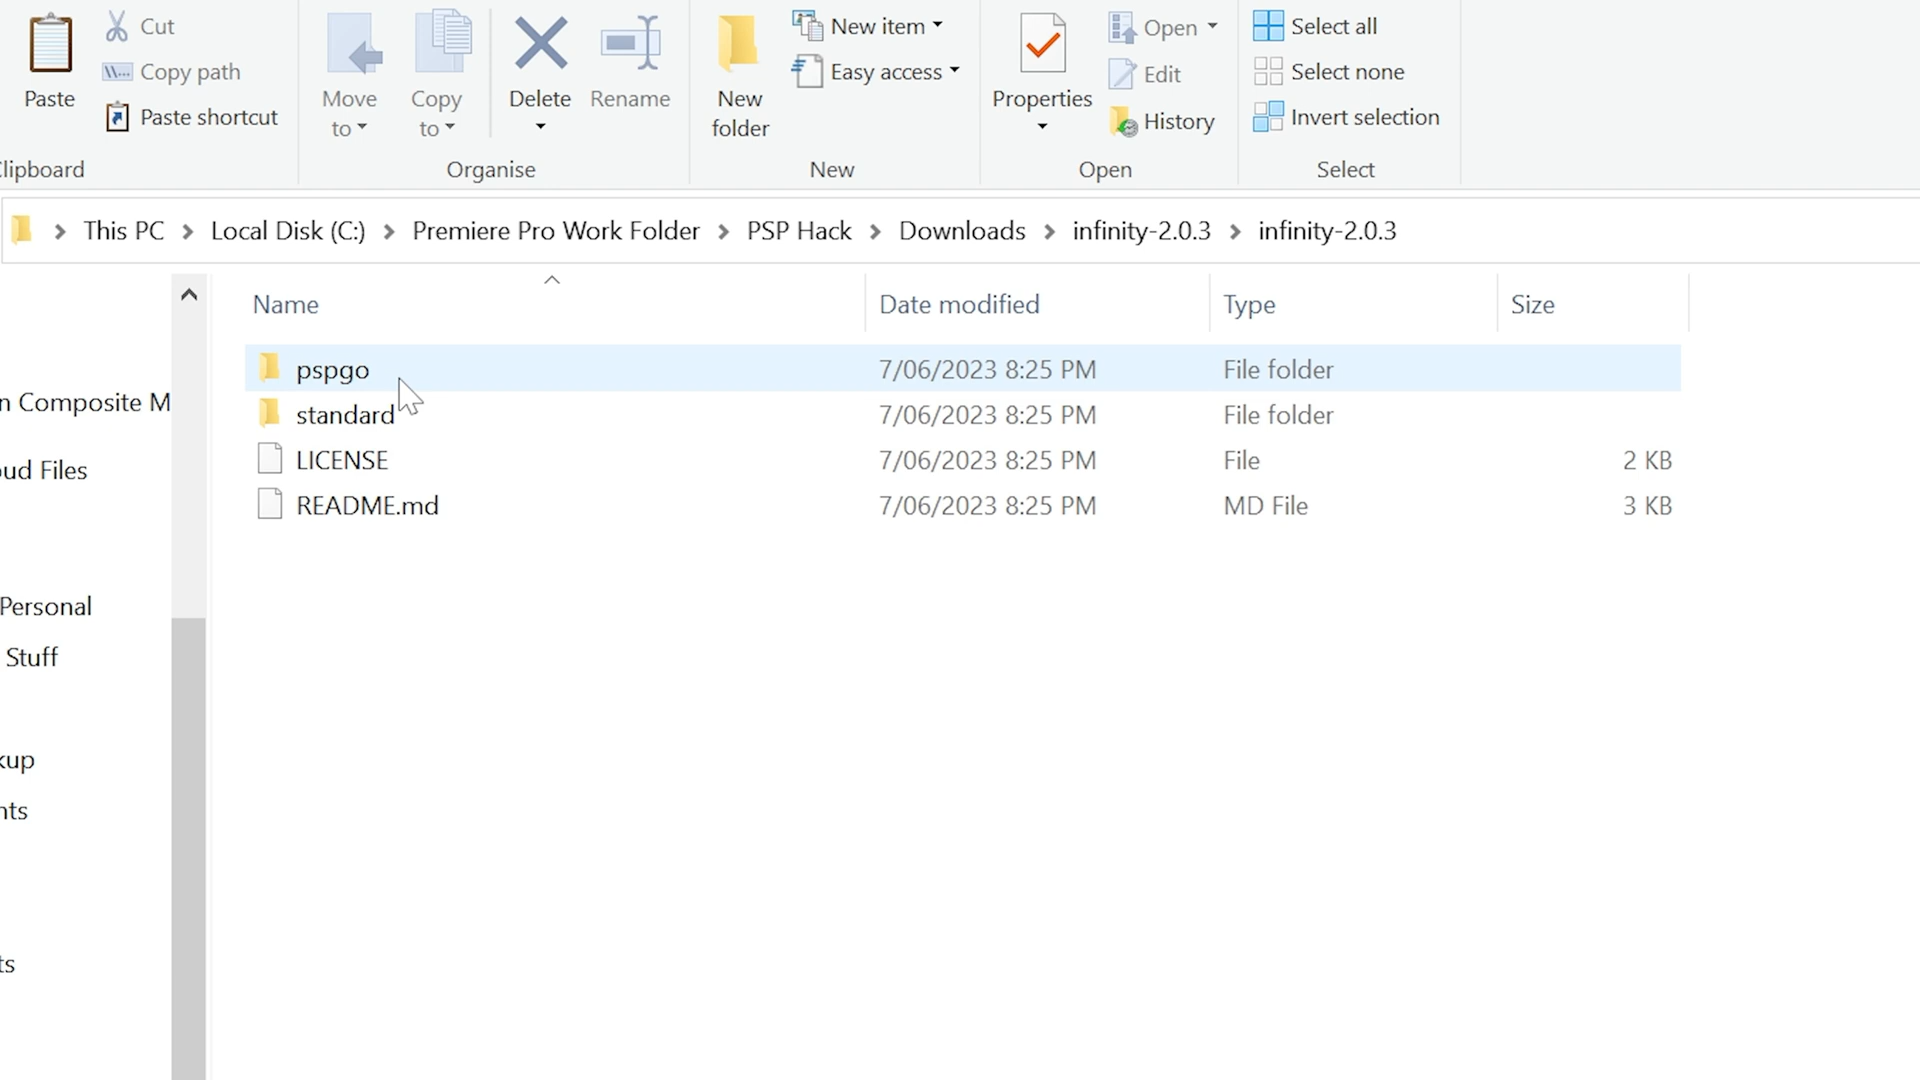 Paste
Cut
Copy path
Paste shortcut
lipboard
Move to
Copy to
Delete
Rename
Organise
New folder
New item
Easy access
New
Properties
Open
Edit
History
Open
Select all
Select none
Invert selection
Select
This PC > Local Disk (C:) > Premiere Pro Work Folder > PSP Hack > Downloads > infinity-2.0.3 > infinity-2.0.3
Name Date modified Type Size
pspgo 7/06/2023 8:25 PM File folder
standard 7/06/2023 8:25 PM File folder
LICENSE 7/06/2023 8:25 PM File 2 KB
README.md 7/06/2023 8:25 PM MD File 3 KB
n Composite M
oud Files
Personal
Stuff
kup
nts
ts